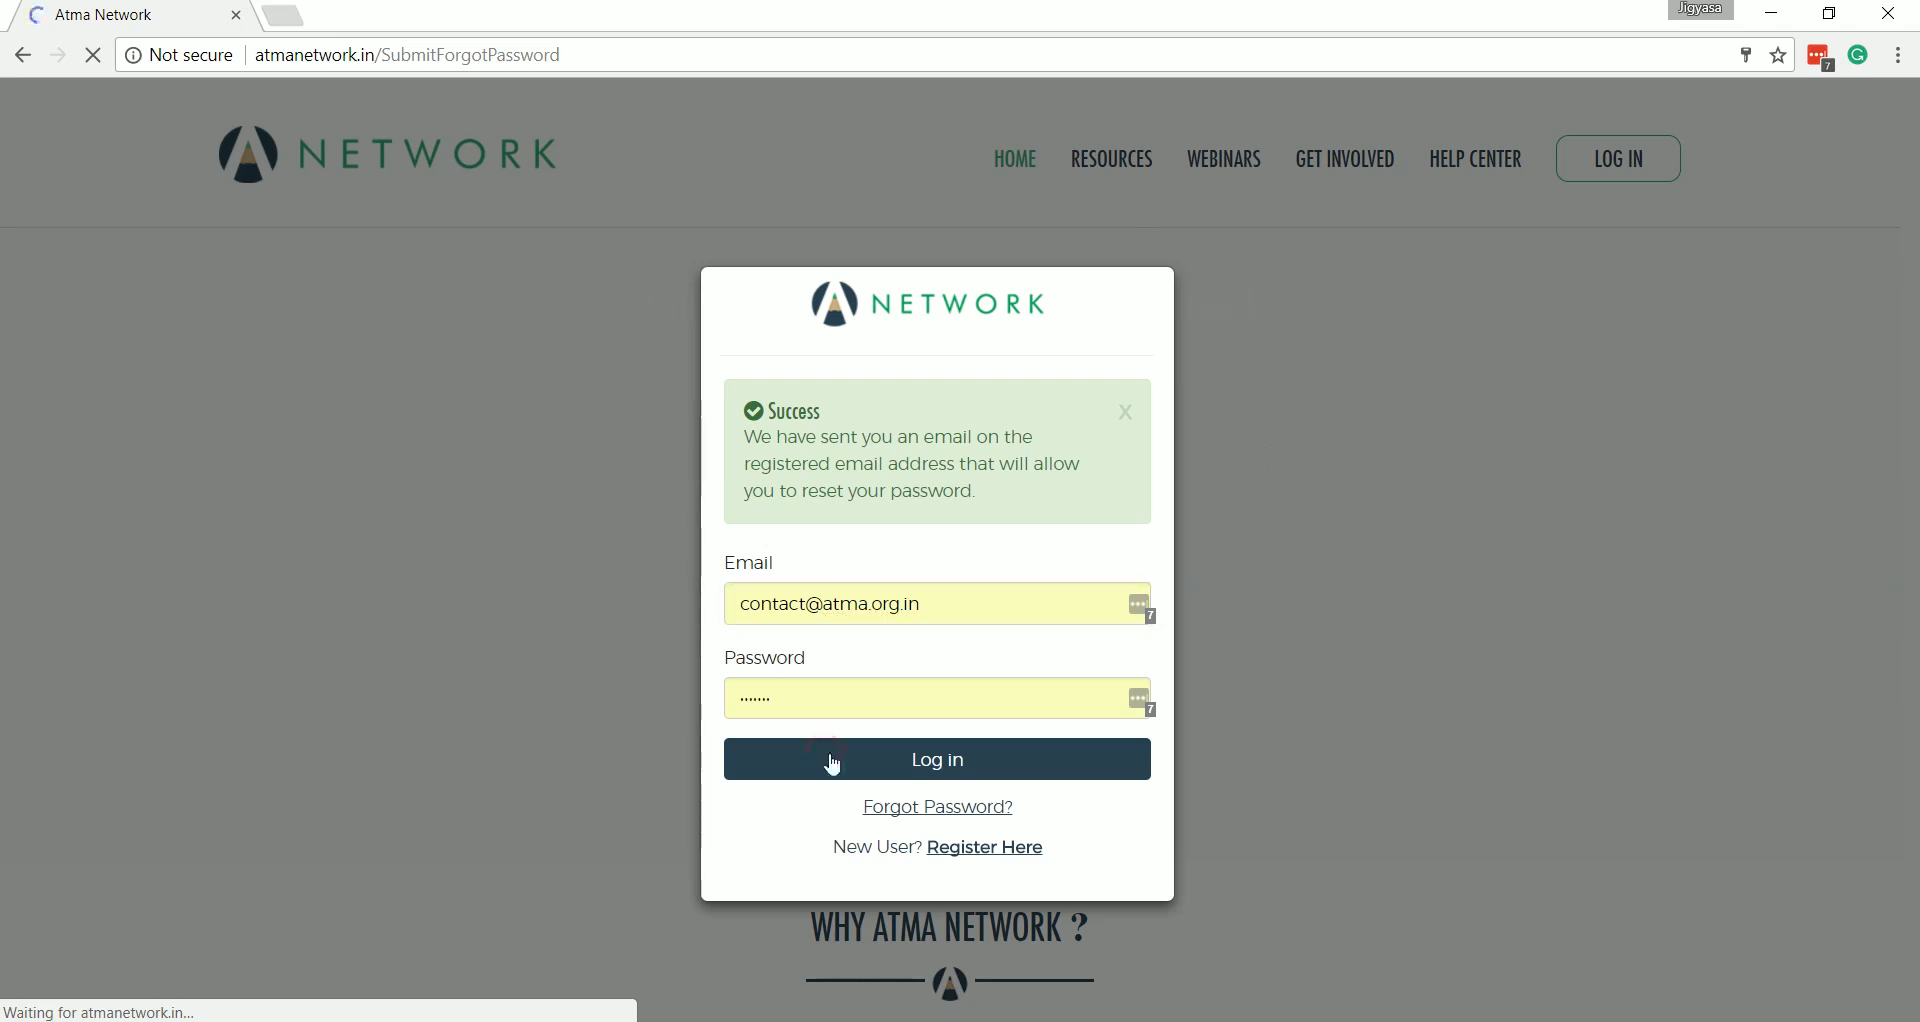 Atma Network
Jigyasa
Not secure
atmanetwork.in/SubmitForgotPassword
7
NETWORK
HOME
RESOURCES
WEBINARS
GET INVOLVED
HELP CENTER
LOG IN
NETWORK
Success
X
We have sent you an email on the
registered email address that will allow
you to reset your password.
Email
contact@atma.org.in
7
Password
.......
7
Log in
Forgot Password?
New User? Register Here
WHY ATMA NETWORK ?
Waiting for atmanetwork.in...